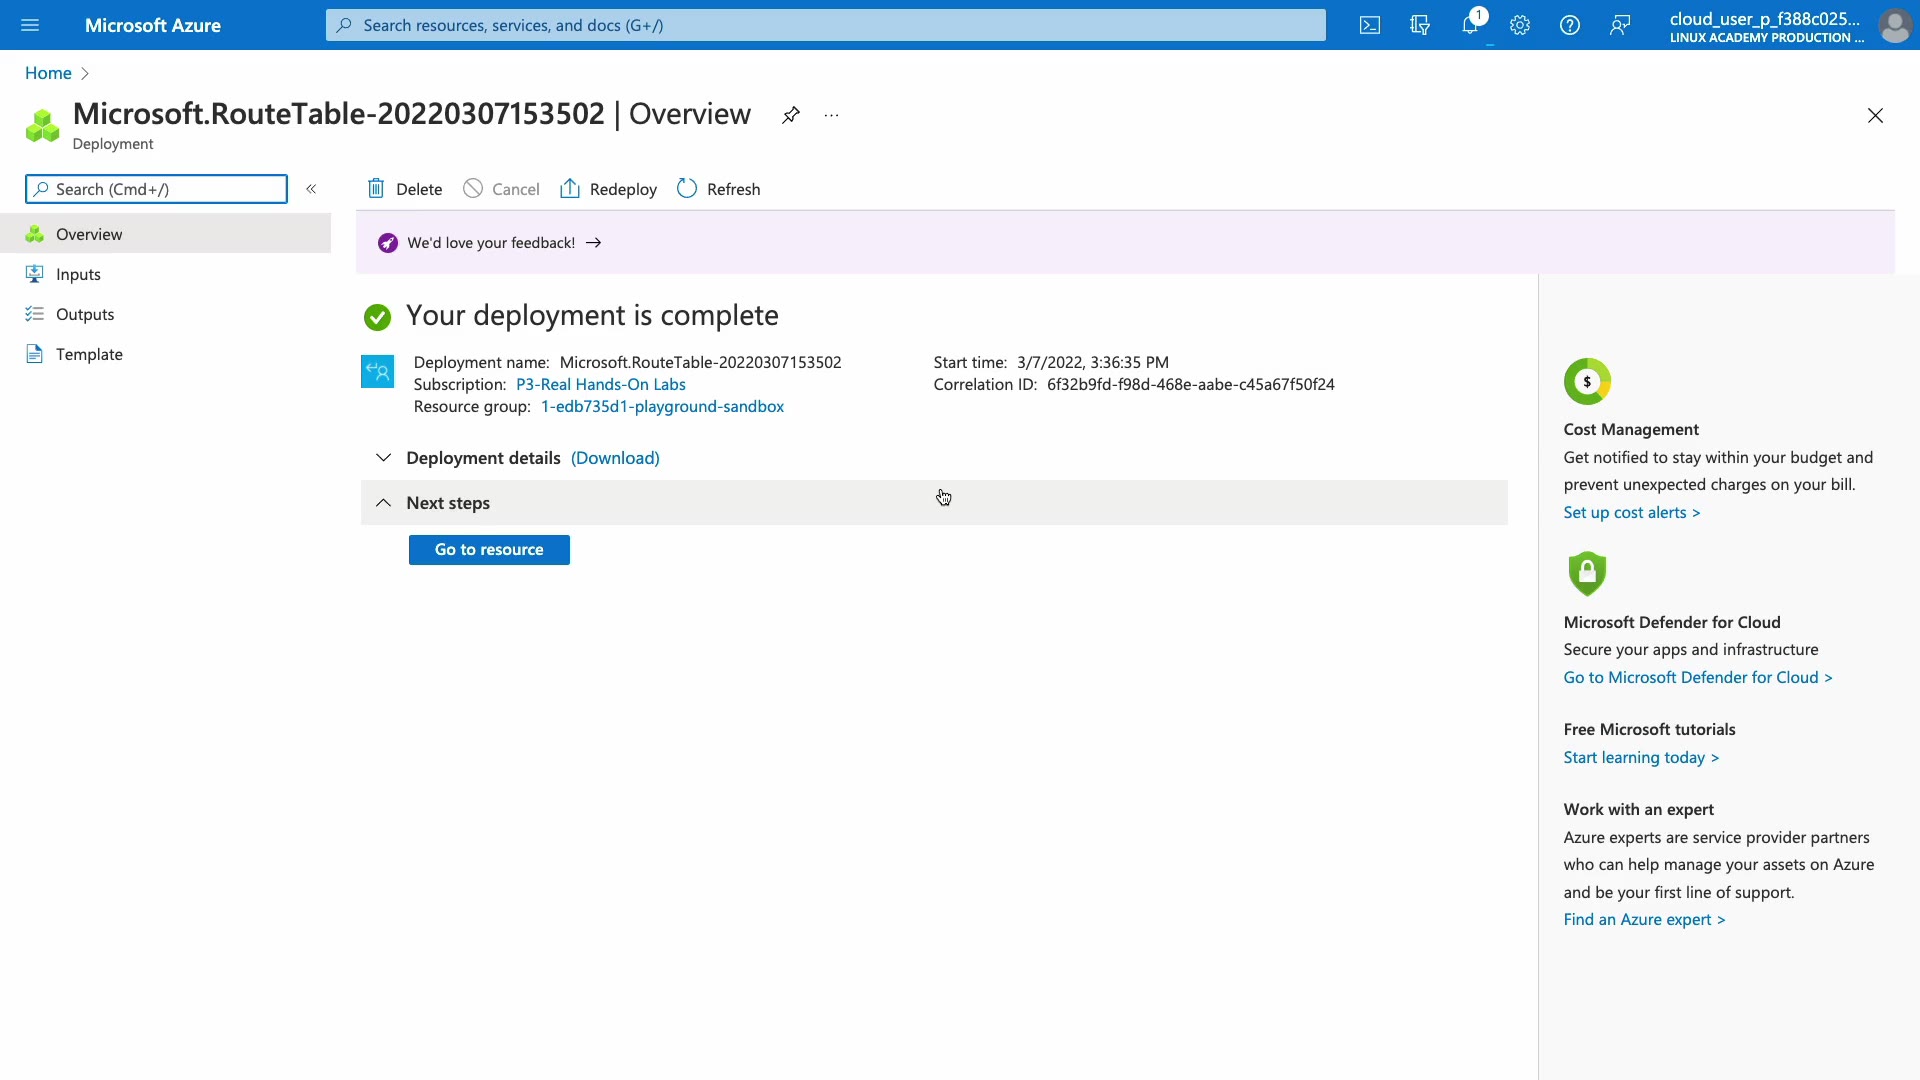 Microsoft Azure
Search resources, services, and docs (G+/)
1
cloud_user_p_f388c025...
LINUX ACADEMY PRODUCTION ...
Home
Microsoft.RouteTable-20220307153502 | Overview
...
Deployment
Search (Cmd+/)
«
Delete
Cancel
Redeploy
Refresh
Overview
Inputs
Outputs
Template
We'd love your feedback! →
Your deployment is complete
Deployment name: Microsoft.RouteTable-20220307153502
Subscription: P3-Real Hands-On Labs
Resource group: 1-edb735d1-playground-sandbox
Start time: 3/7/2022, 3:36:35 PM
Correlation ID: 6f32b9fd-f98d-468e-aabe-c45a67f50f24
Deployment details (Download)
Next steps
Go to resource
$
Cost Management
Get notified to stay within your budget and
prevent unexpected charges on your bill.
Set up cost alerts >
Microsoft Defender for Cloud
Secure your apps and infrastructure
Go to Microsoft Defender for Cloud >
Free Microsoft tutorials
Start learning today >
Work with an expert
Azure experts are service provider partners
who can help manage your assets on Azure
and be your first line of support.
Find an Azure expert >